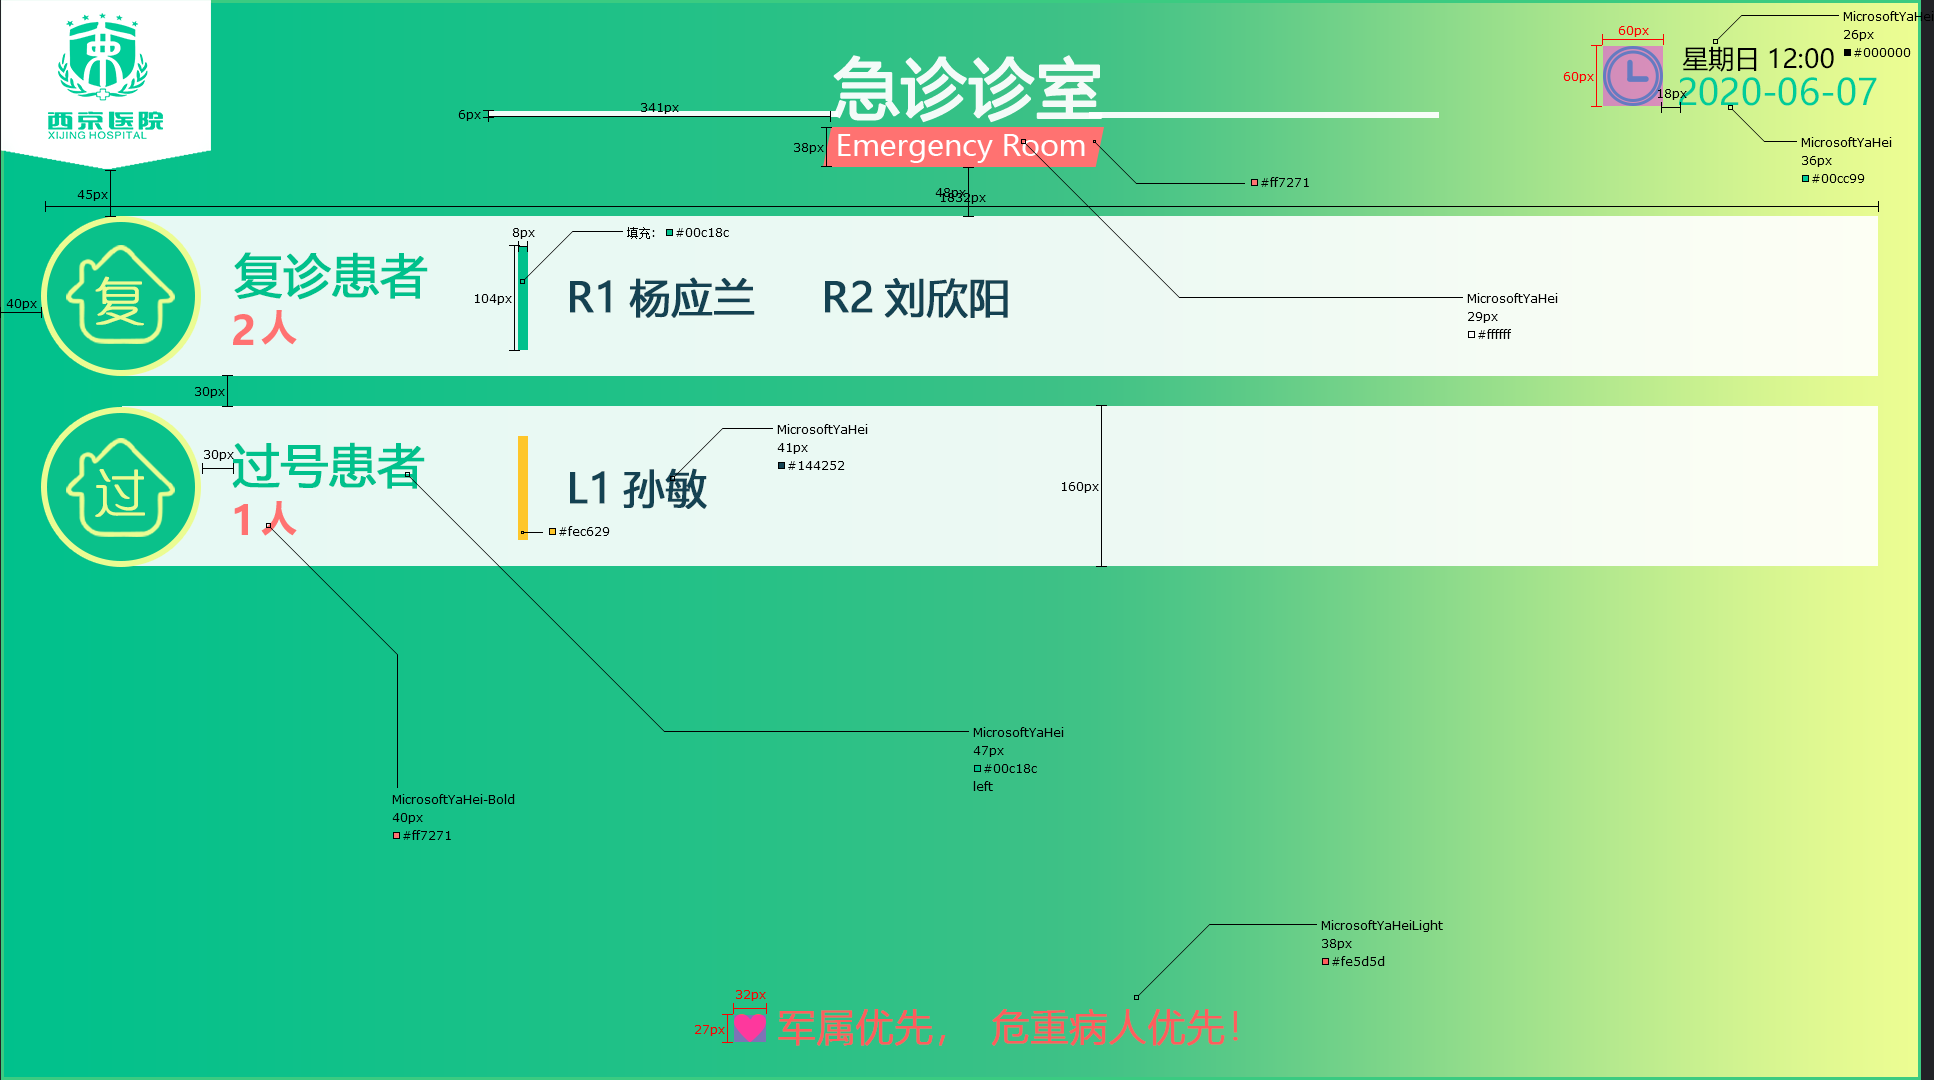 西京医院
XIJING HOSPITAL
急诊诊室
Emergency Room
6px
341px
38px
#ff7271
60px
60px
星期日 12:00
2020-06-07
18px
MicrosoftYaHei
26px
#000000
MicrosoftYaHei
36px
#00cc99
45px
48px
1832px
复
复诊患者
2人
40px
8px
104px
填充：
#00c18c
R1 杨应兰
R2 刘欣阳
MicrosoftYaHei
29px
#ffffff
30px
过
30px
过号患者
1人
L1 孙敏
MicrosoftYaHei
41px
#144252
#fec629
160px
MicrosoftYaHei
47px
#00c18c
left
MicrosoftYaHei-Bold
40px
#ff7271
MicrosoftYaHeiLight
38px
#fe5d5d
32px
27px
军属优先， 危重病人优先！